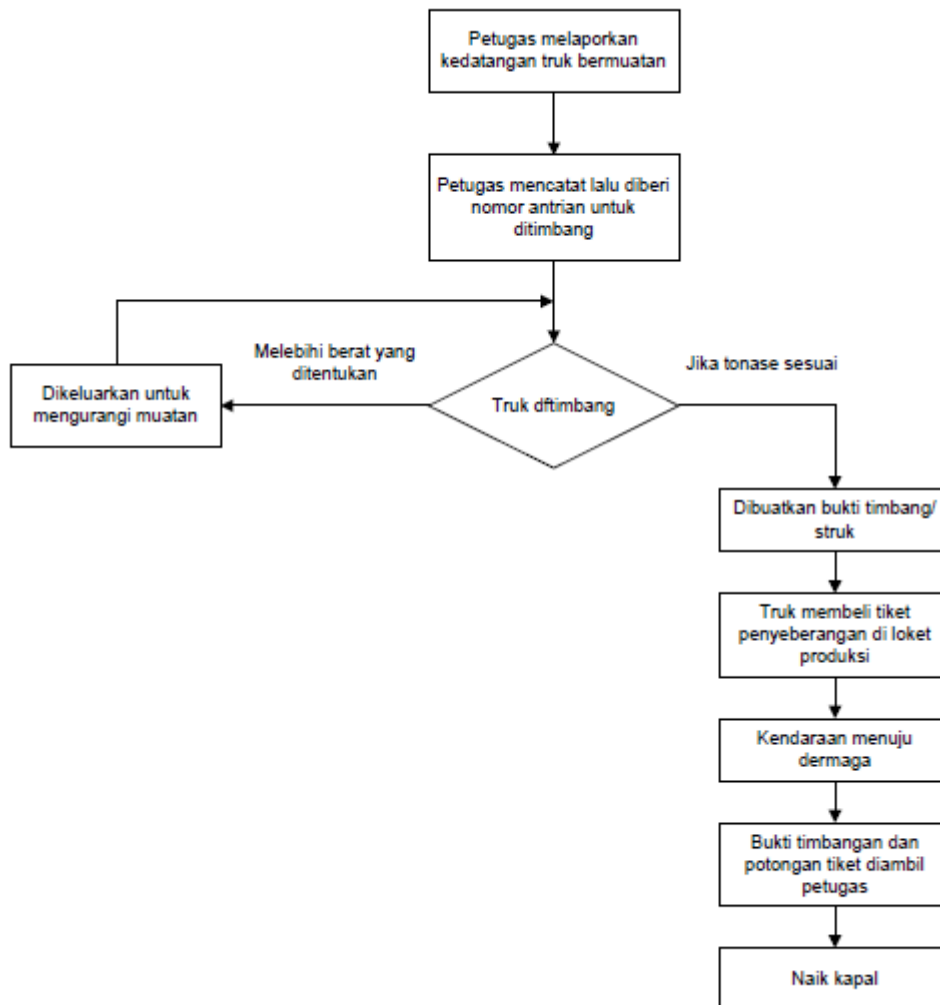 Petugas melaporkan
kedatangan truk bermuatan
Petugas mencatat lalu diberi
nomor antrian untuk
ditimbang
Melebihi berat yang
ditentukan
Jika tonase sesuai
Dikeluarkan untuk
mengurangi muatan
Truk dftimbang
Dibuatkan bukti timbang/
struk
Truk membeli tiket
penyeberangan di loket
produksi
Kendaraan menuju
dermaga
Bukti timbangan dan
potongan tiket diambil
petugas
Naik kapal